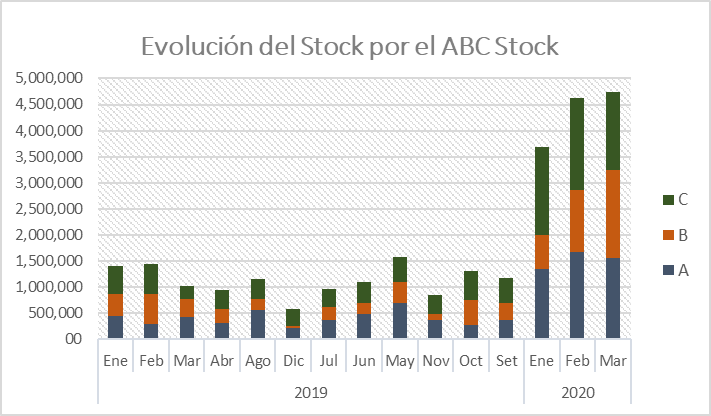 Evolución del Stock por el ABC Stock
5,000,000
4,500,000
4,000,000
3,500,000
3,000,000
2,500,000
2,000,000
1,500,000
1,000,000
500,000
00
C
B
A
Ene Feb Mar Abr Ago Dic Jul Jun May Nov Oct Set Ene Feb Mar
2019 2020